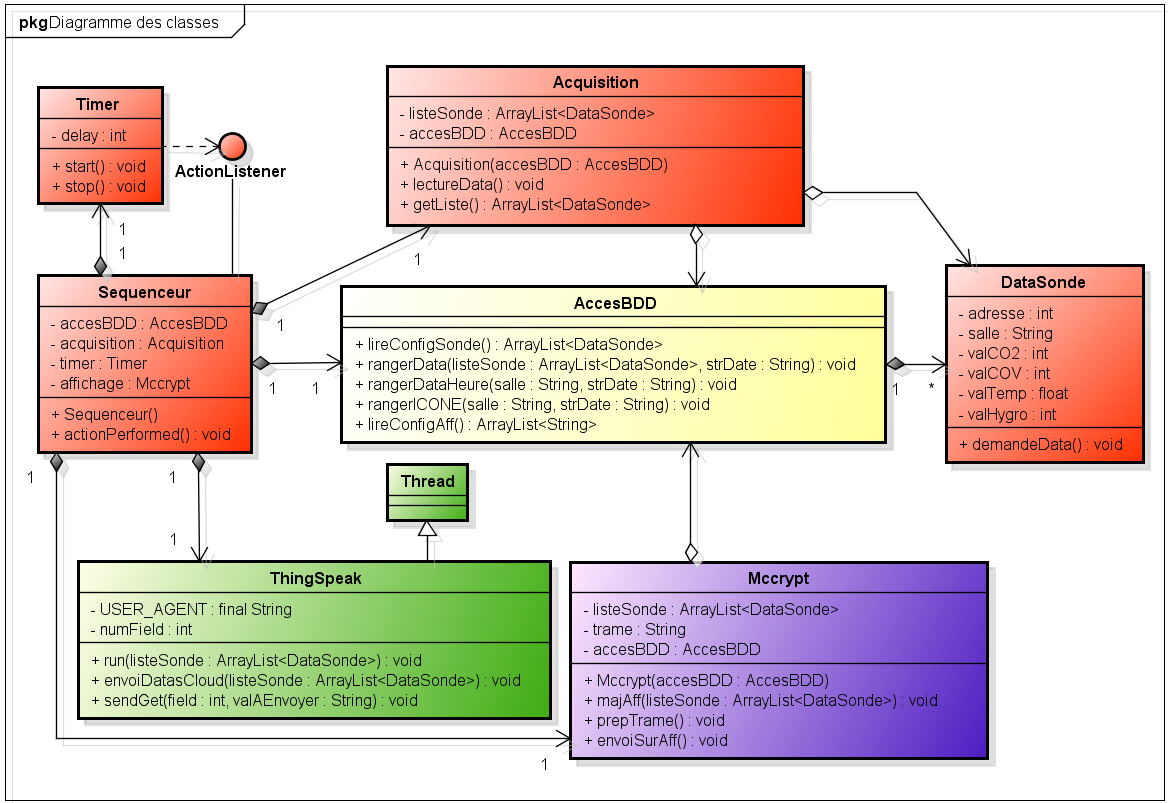 pkgDiagramme des classes
Timer
- delay : int
+ start() : void
+ stop() : void
ActionListener
Acquisition
- listeSonde : ArrayList<DataSonde>
- accesBDD : AccesBDD
+ Acquisition(accesBDD : AccesBDD)
+ lectureData() : void
+ getListe() : ArrayList<DataSonde>
1
1
1
1
Sequenceur
- accesBDD : AccesBDD
- acquisition : Acquisition
- timer : Timer
- affichage : Mccrypt
+ Sequenceur()
+ actionPerformed() : void
AccesBDD
+ lireConfigSonde() : ArrayList<DataSonde>
+ rangerData(listeSonde : ArrayList<DataSonde>, strDate : String) : void
+ rangerDataHeure(salle : String, strDate : String) : void
+ rangerICONE(salle : String, strDate : String) : void
+ lireConfigAff() : ArrayList<String>
1
1
1
*
DataSonde
- adresse : int
- salle : String
- valCO2 : int
- valCOV : int
- valTemp : float
- valHygro : int
+ demandeData() : void
1
1
1
Thread
ThingSpeak
- USER_AGENT : final String
- numField : int
+ run(listeSonde : ArrayList<DataSonde>) : void
+ envoiDatasCloud(listeSonde : ArrayList<DataSonde>) : void
+ sendGet(field : int, valAEnvoyer : String) : void
Mccrypt
- listeSonde : ArrayList<DataSonde>
- trame : String
- accesBDD : AccesBDD
+ Mccrypt(accesBDD : AccesBDD)
+ majAff(listeSonde : ArrayList<DataSonde>) : void
+ prepTrame() : void
+ envoiSurAff() : void
1